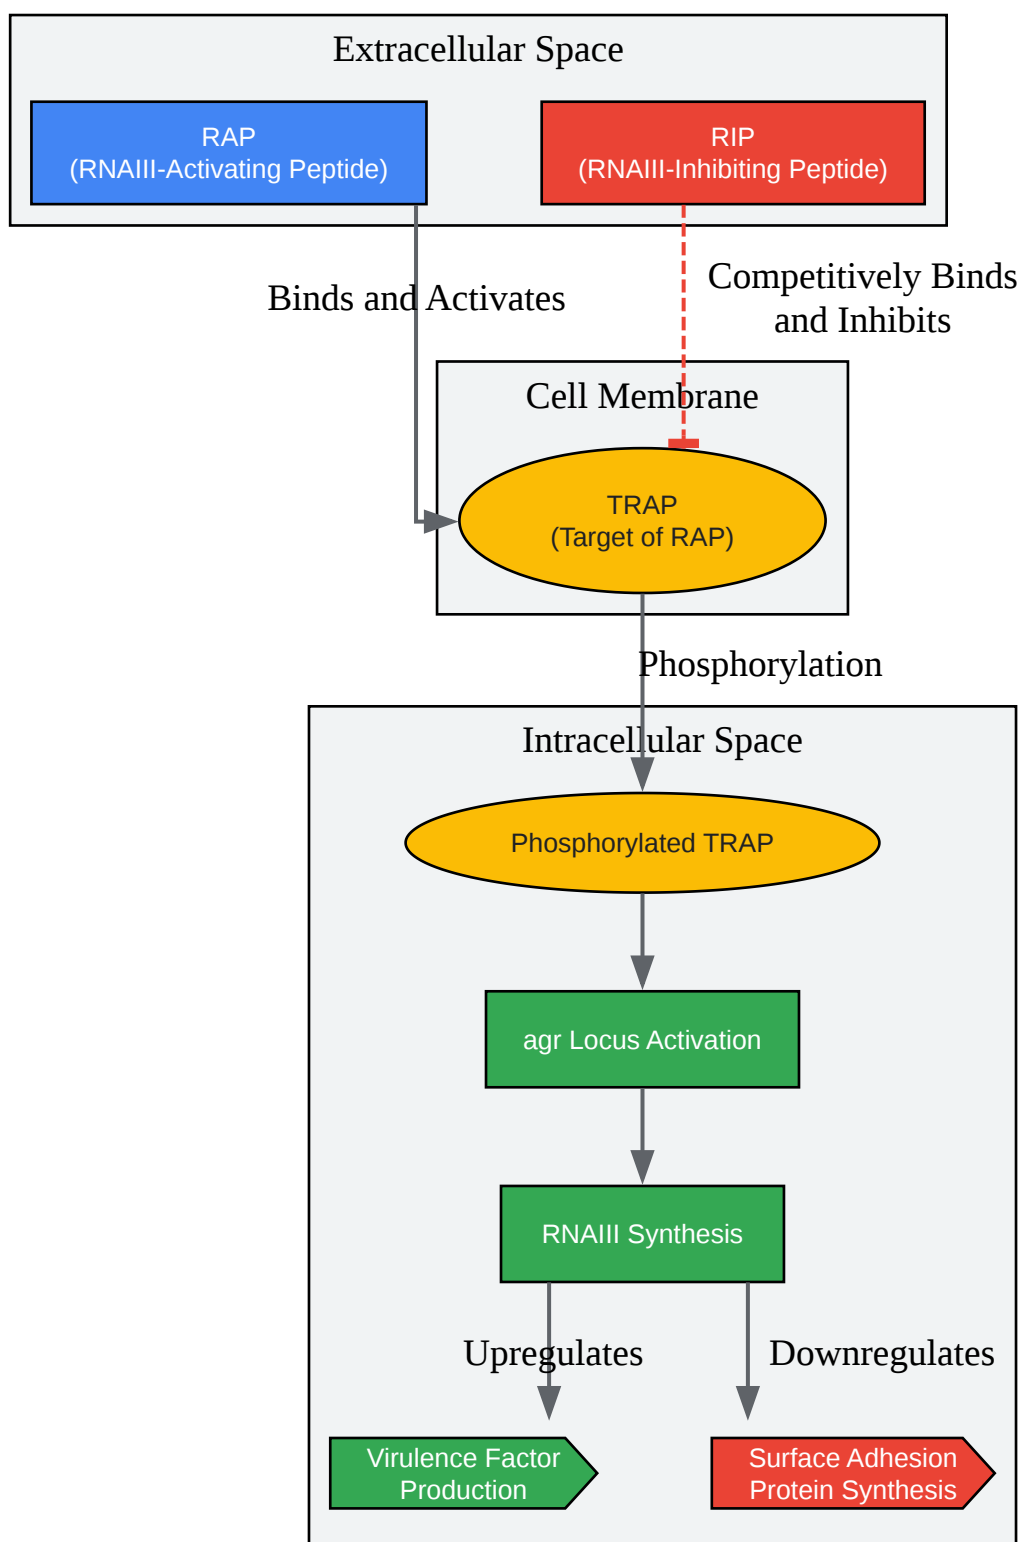 Extracellular Space
RAP
(RNAIII-Activating Peptide)
RIP
(RNAIII-Inhibiting Peptide)
Binds and Activates
Competitively Binds
and Inhibits
Cell Membrane
TRAP
(Target of RAP)
Phosphorylation
Intracellular Space
Phosphorylated TRAP
agr Locus Activation
RNAIII Synthesis
Upregulates
Downregulates
Virulence Factor
Production
Surface Adhesion
Protein Synthesis